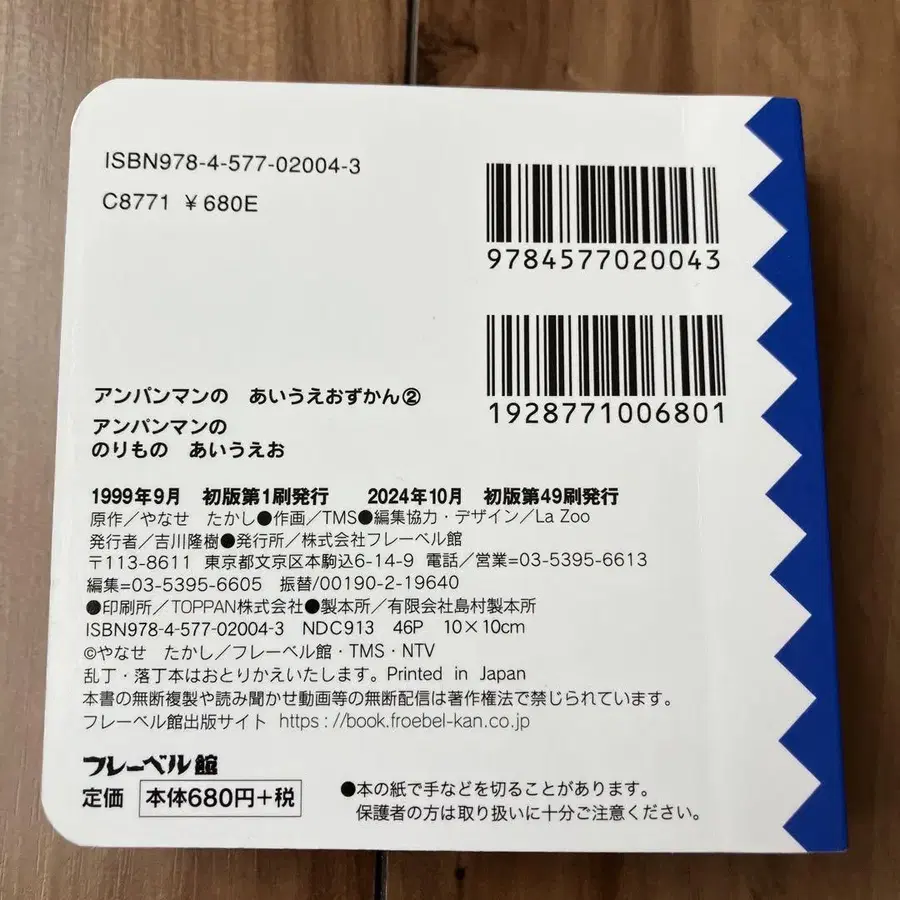 ISBN978-4-577-02004-3
C8771 ¥680E
9784577020043
1928771006801
アンパンマンの あいうえおずかん②
アンパンマンの
のりもの あいうえお
1999年9月 初版第1刷発行 2024年10月 初版第49刷発行
原作／やなせ たかし●作画／TMS●編集協力・デザイン／La Zoo
発行者／吉川隆樹●発行所／株式会社フレーベル館
〒113-8611 東京都文京区本駒込6-14-9 電話／営業=03-5395-6613
編集=03-5395-6605 振替/00190-2-19640
●印刷所／TOPPAN株式会社●製本所／有限会社島村製本所
ISBN978-4-577-02004-3 NDC913 46P 10×10cm
©やなせ たかし／フレーベル館・TMS・NTV
乱丁・落丁本はおとりかえいたします。Printed in Japan
本書の無断複製や読み聞かせ動画等の無断配信は著作権法で禁じられています。
フレーベル館出版サイト https://book.froebel-kan.co.jp
フレーベル館
定価 本体680円+税
●本の紙で手などを切ることがあります。
保護者の方は取り扱いに十分ご注意ください。